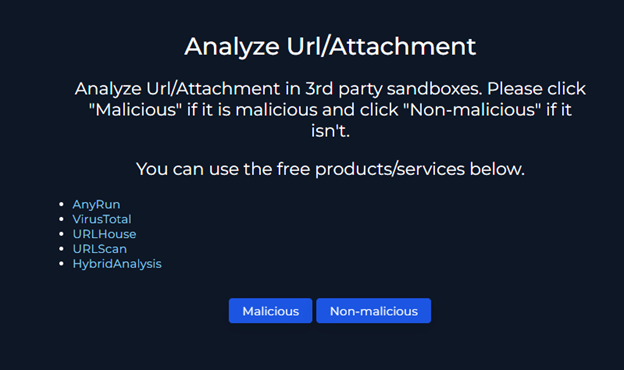 Analyze Url/Attachment
Analyze Url/Attachment in 3rd party sandboxes. Please click
"Malicious" if it is malicious and click "Non-malicious" if it
isn't.
You can use the free products/services below.
AnyRun
VirusTotal
URLHouse
URLScan
HybridAnalysis
Malicious Non-malicious